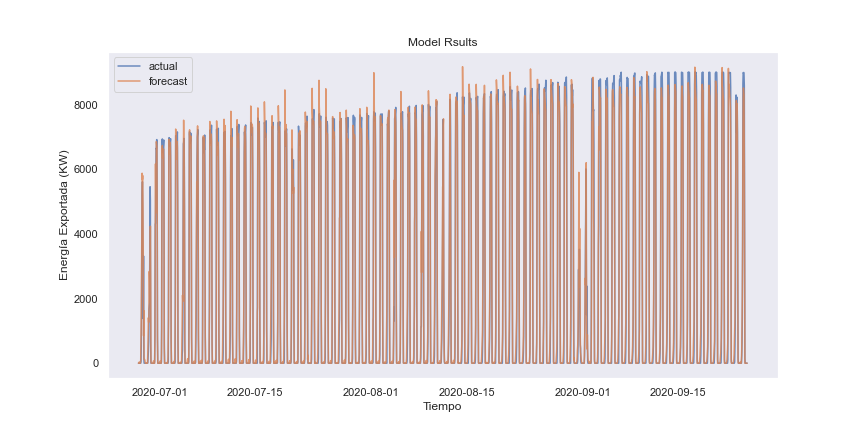 Model Rsults
actual
forecast
Energía Exportada (KW)
8000
6000
4000
2000
0
2020-07-01 2020-07-15 2020-08-01 2020-08-15 2020-09-01 2020-09-15
Tiempo